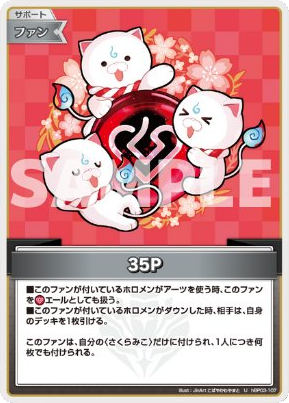 サポート
ファン
SAMPLE
35P
■このファンが付いているホロメンがアーツを使う時、このファン
をエールとしても扱う。
■このファンが付いているホロメンがダウンした時、相手は、自身
のデッキを1枚引ける。
このファンは、自分の〈さくらみこ〉だけに付けられ、1人につき何
枚でも付けられる。
U hBP03-107